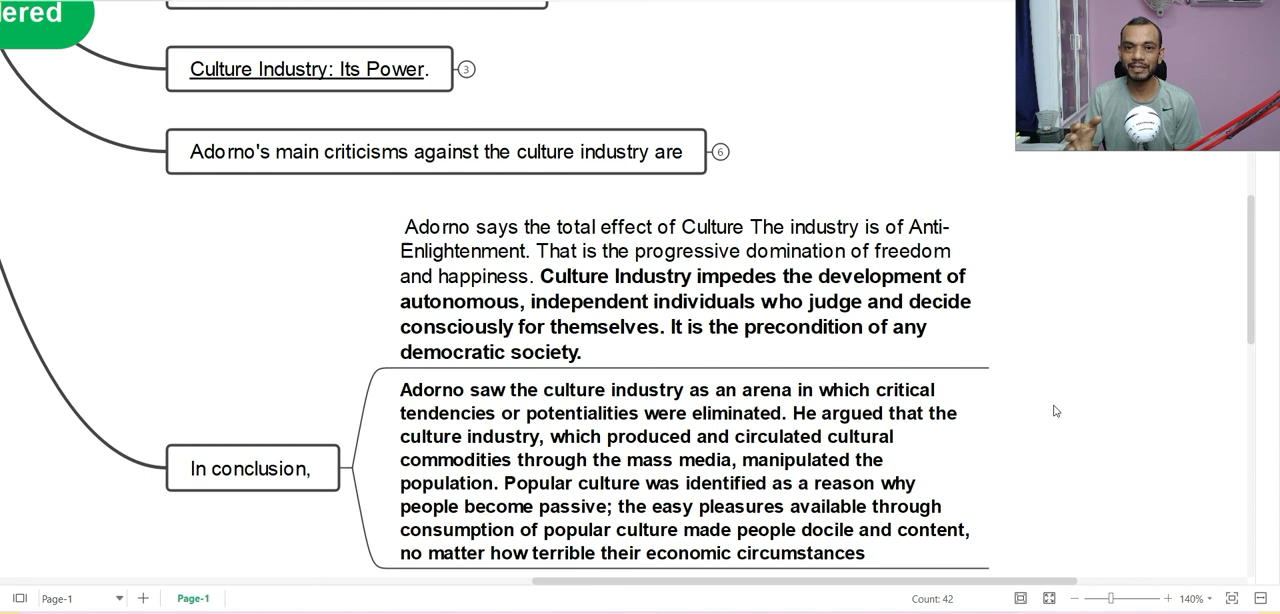 ered
Culture Industry: Its Power.
3
Adorno's main criticisms against the culture industry are
6
Adorno says the total effect of Culture The industry is of Anti-
Enlightenment. That is the progressive domination of freedom
and happiness. Culture Industry impedes the development of
autonomous, independent individuals who judge and decide
consciously for themselves. It is the precondition of any
democratic society.
In conclusion,
Adorno saw the culture industry as an arena in which critical
tendencies or potentialities were eliminated. He argued that the
culture industry, which produced and circulated cultural
commodities through the mass media, manipulated the
population. Popular culture was identified as a reason why
people become passive; the easy pleasures available through
consumption of popular culture made people docile and content,
no matter how terrible their economic circumstances
Page-1
Page-1
Count: 42
140%